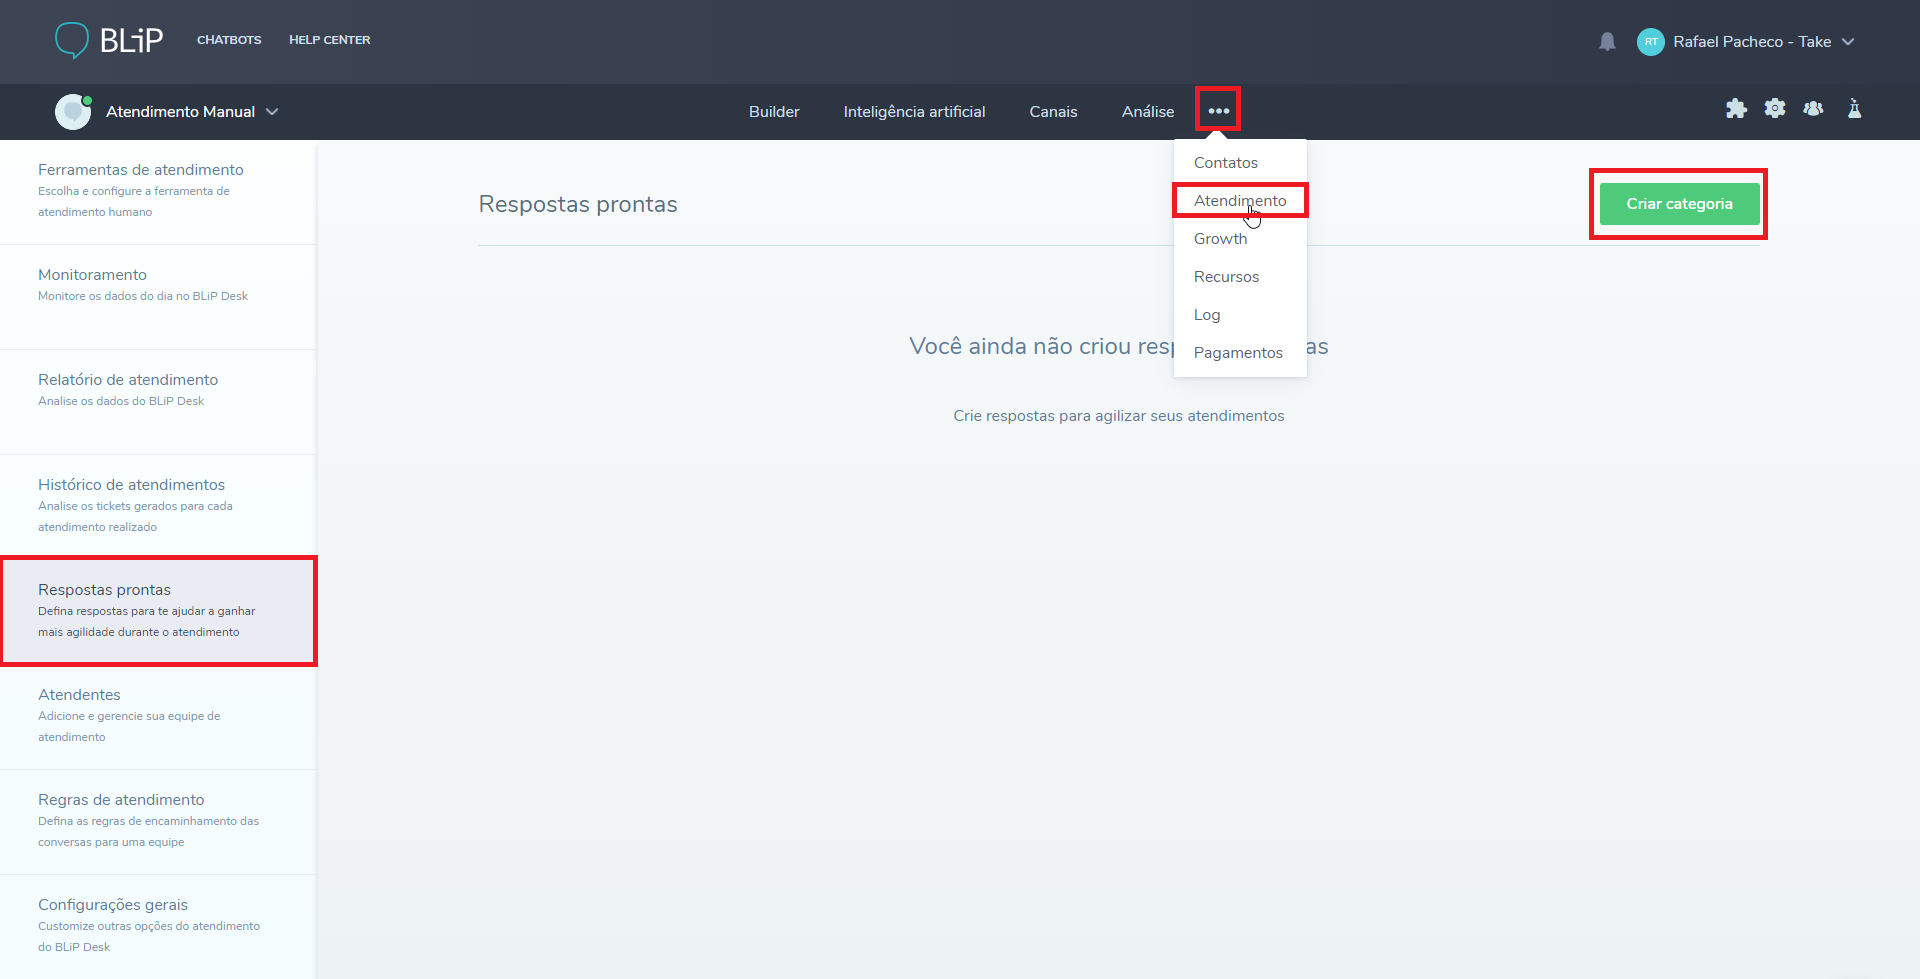 BLiP
CHATBOTS
HELP CENTER
RT
Rafael Pacheco - Take
Atendimento Manual
Builder
Inteligência artificial
Canais
Análise
•••
Contatos
Atendimento
Growth
Recursos
Log
Pagamentos
Ferramentas de atendimento
Escolha e configure a ferramenta de
atendimento humano
Monitoramento
Monitore os dados do dia no BLiP Desk
Relatório de atendimento
Analise os dados do BLiP Desk
Histórico de atendimentos
Analise os tickets gerados para cada
atendimento realizado
Respostas prontas
Defina respostas para te ajudar a ganhar
mais agilidade durante o atendimento
Atendentes
Adicione e gerencie sua equipe de
atendimento
Regras de atendimento
Defina as regras de encaminhamento das
conversas para uma equipe
Configurações gerais
Customize outras opções do atendimento
do BLiP Desk
Respostas prontas
Criar categoria
Você ainda não criou res as
Crie respostas para agilizar seus atendimentos